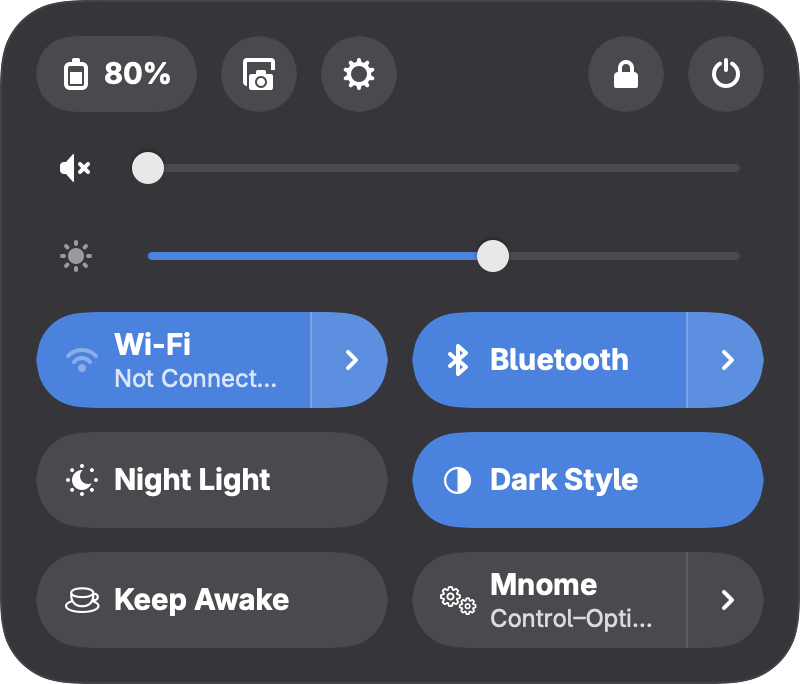 80%
Wi-Fi
Not Connect...
Bluetooth
Night Light
Dark Style
Keep Awake
Mnome
Control–Opti...